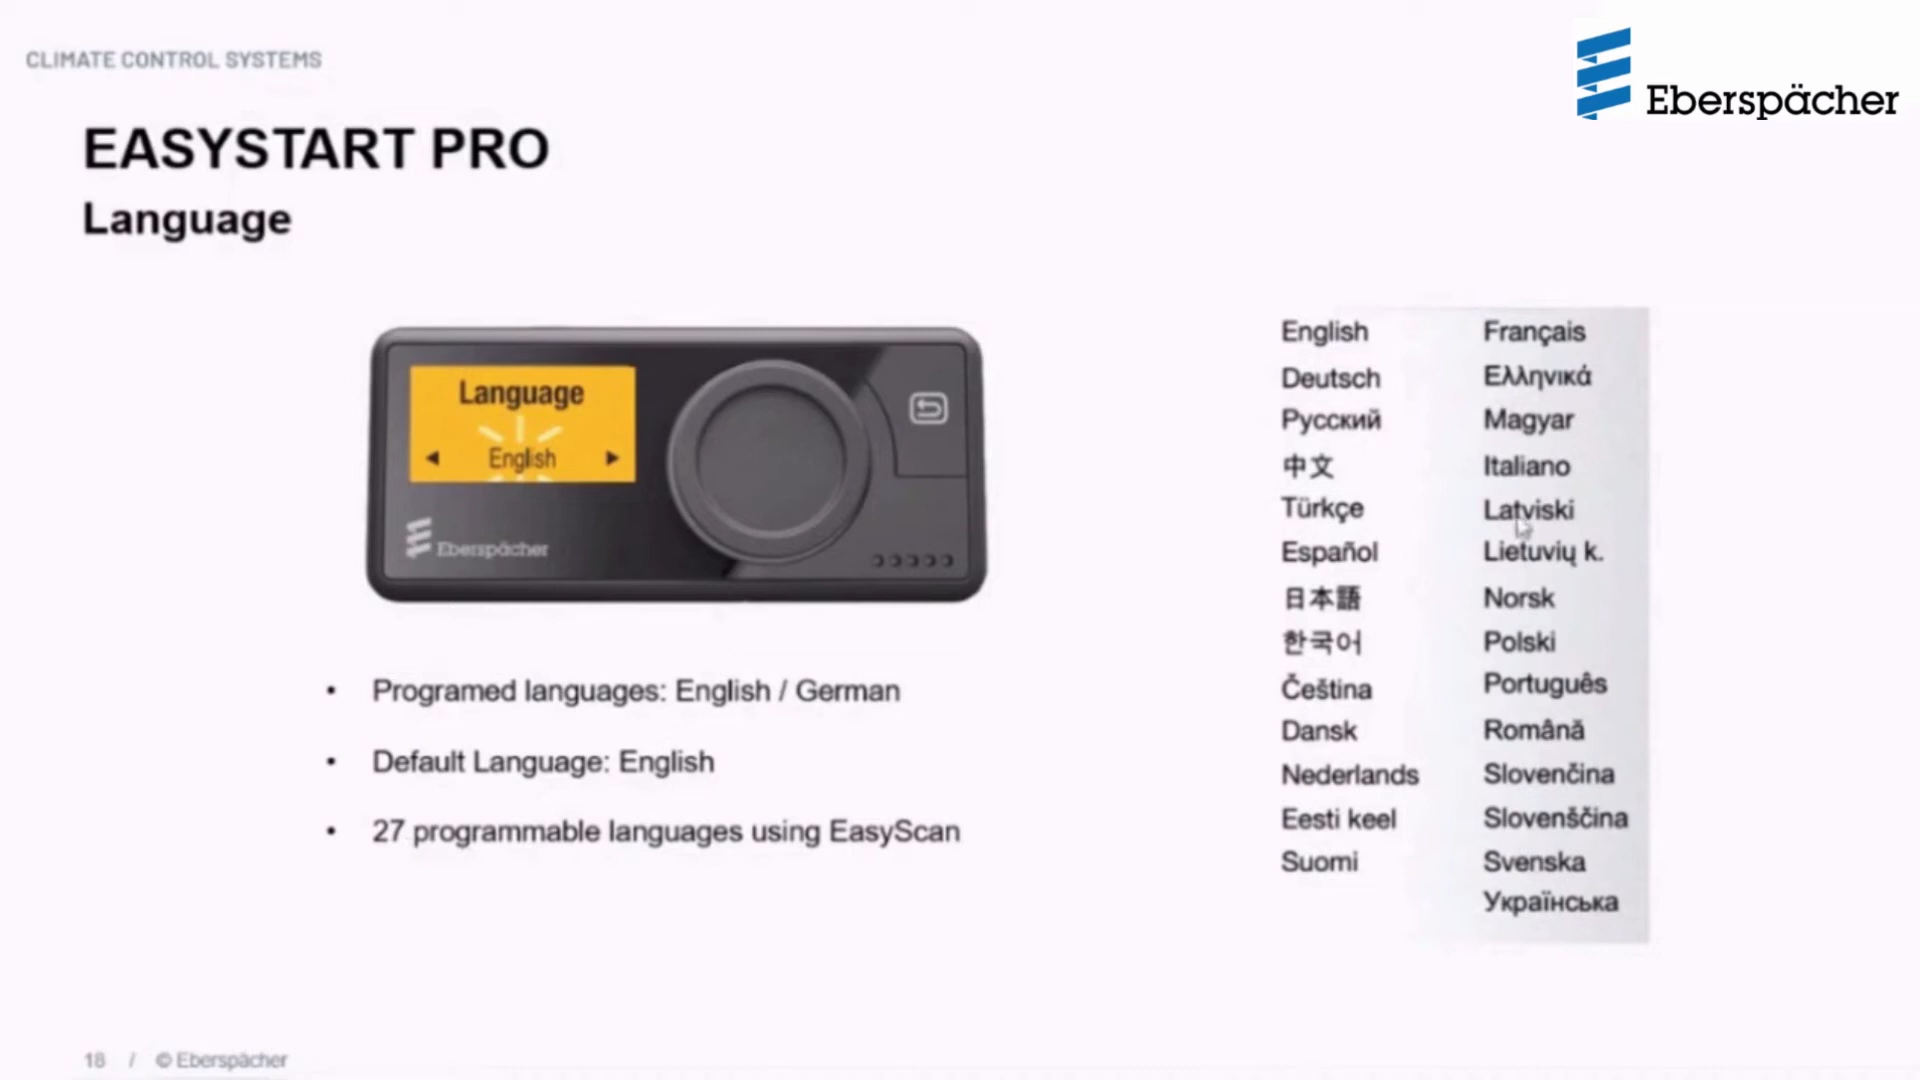 CLIMATE CONTROL SYSTEMS
Eberspächer
EASYSTART PRO
Language
Language
◄ English ►
Eberspächer
• Programed languages: English / German
• Default Language: English
• 27 programmable languages using EasyScan
English
Deutsch
Русский
中文
Türkçe
Español
日本語
한국어
Čeština
Dansk
Nederlands
Eesti keel
Suomi
Français
Ελληνικά
Magyar
Italiano
Latviski
Lietuvių k.
Norsk
Polski
Português
Română
Slovenčina
Slovenščina
Svenska
Українська
18 / © Eberspächer